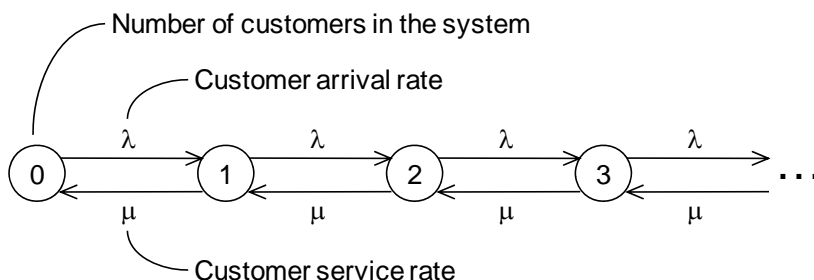 Number of customers in the system
Customer arrival rate
λ λ λ λ
0 1 2 3 ...
μ μ μ μ
Customer service rate